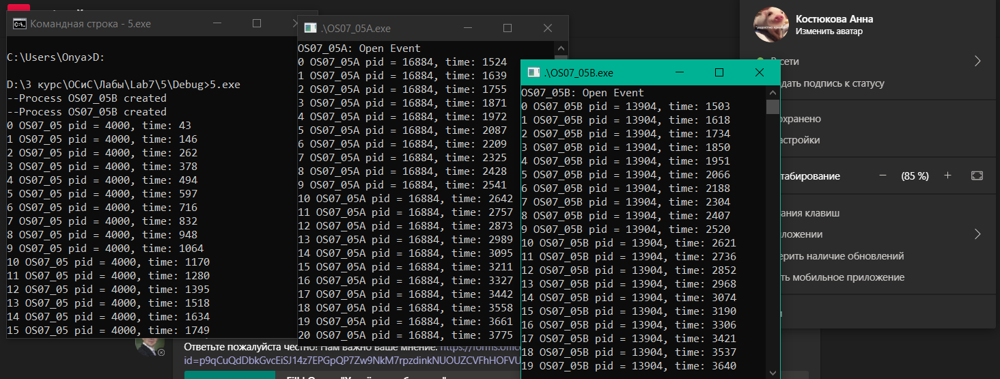 Командная строка - 5.exe
C:\Users\Onya>D:
D:\3 курс\ОСиС\Лабы\Lab7\5\Debug>5.exe
--Process OS07_05B created
--Process OS07_05B created
0 OS07_05 pid = 4000, time: 43
1 OS07_05 pid = 4000, time: 146
2 OS07_05 pid = 4000, time: 262
3 OS07_05 pid = 4000, time: 378
4 OS07_05 pid = 4000, time: 494
5 OS07_05 pid = 4000, time: 597
6 OS07_05 pid = 4000, time: 716
7 OS07_05 pid = 4000, time: 832
8 OS07_05 pid = 4000, time: 948
9 OS07_05 pid = 4000, time: 1064
10 OS07_05 pid = 4000, time: 1170
11 OS07_05 pid = 4000, time: 1280
12 OS07_05 pid = 4000, time: 1395
13 OS07_05 pid = 4000, time: 1518
14 OS07_05 pid = 4000, time: 1634
15 OS07_05 pid = 4000, time: 1749
.\OS07_05A.exe
OS07_05A: Open Event
0 OS07_05A pid = 16884, time: 1524
1 OS07_05A pid = 16884, time: 1639
2 OS07_05A pid = 16884, time: 1755
3 OS07_05A pid = 16884, time: 1871
4 OS07_05A pid = 16884, time: 1972
5 OS07_05A pid = 16884, time: 2087
6 OS07_05A pid = 16884, time: 2209
7 OS07_05A pid = 16884, time: 2325
8 OS07_05A pid = 16884, time: 2428
9 OS07_05A pid = 16884, time: 2541
10 OS07_05A pid = 16884, time: 2642
11 OS07_05A pid = 16884, time: 2757
12 OS07_05A pid = 16884, time: 2873
13 OS07_05A pid = 16884, time: 2989
14 OS07_05A pid = 16884, time: 3095
15 OS07_05A pid = 16884, time: 3211
16 OS07_05A pid = 16884, time: 3327
17 OS07_05A pid = 16884, time: 3442
18 OS07_05A pid = 16884, time: 3558
19 OS07_05A pid = 16884, time: 3661
20 OS07_05A pid = 16884, time: 3775
.\OS07_05B.exe
OS07_05B: Open Event
0 OS07_05B pid = 13904, time: 1503
1 OS07_05B pid = 13904, time: 1618
2 OS07_05B pid = 13904, time: 1734
3 OS07_05B pid = 13904, time: 1850
4 OS07_05B pid = 13904, time: 1951
5 OS07_05B pid = 13904, time: 2066
6 OS07_05B pid = 13904, time: 2188
7 OS07_05B pid = 13904, time: 2304
8 OS07_05B pid = 13904, time: 2407
9 OS07_05B pid = 13904, time: 2520
10 OS07_05B pid = 13904, time: 2621
11 OS07_05B pid = 13904, time: 2736
12 OS07_05B pid = 13904, time: 2852
13 OS07_05B pid = 13904, time: 2968
14 OS07_05B pid = 13904, time: 3074
15 OS07_05B pid = 13904, time: 3190
16 OS07_05B pid = 13904, time: 3306
17 OS07_05B pid = 13904, time: 3421
18 OS07_05B pid = 13904, time: 3537
19 OS07_05B pid = 13904, time: 3640
Костюкова Анна
Изменить аватар
сети
дать подпись к статусу
охранено
астройки
табирование (85 %)
ания клавиш
ложении
ерить наличие обновлений
ть мобильное приложение
Ответьте пожалуйста честно! Нам важно ваше мнение.